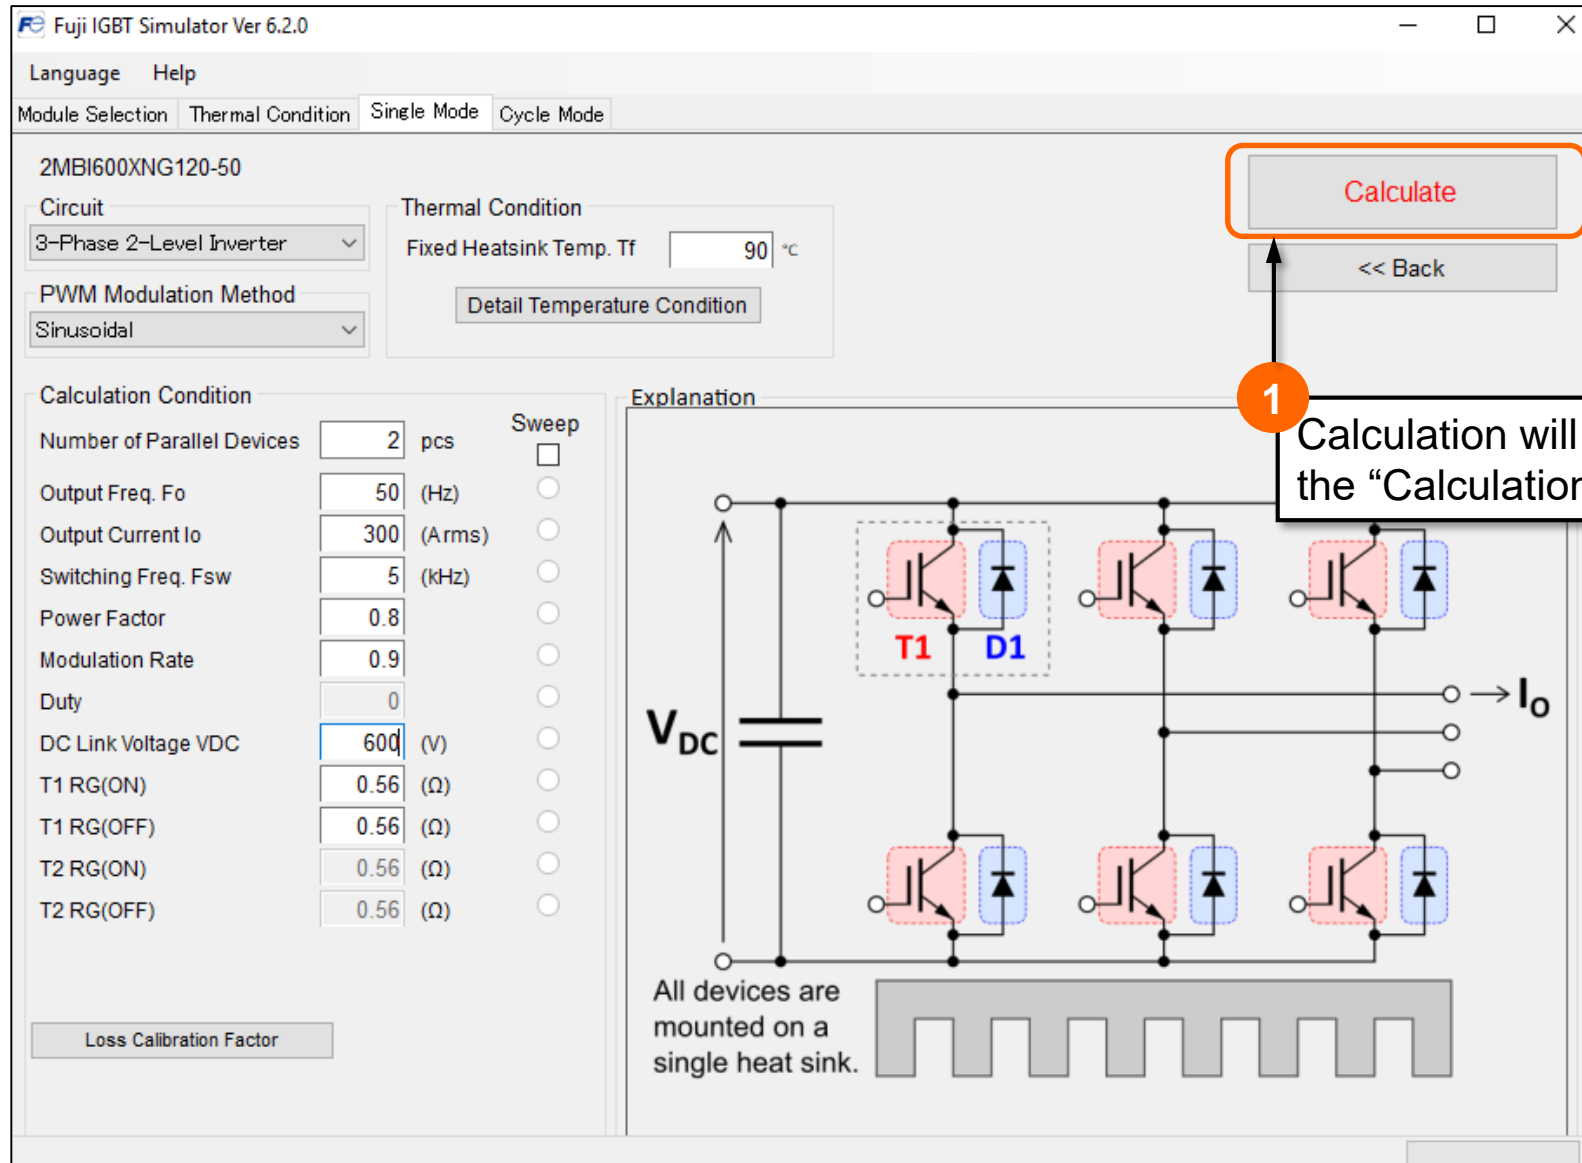 Fe Fuji IGBT Simulator Ver 6.2.0
Language Help
Module Selection Thermal Condition Single Mode Cycle Mode
2MBI600XNG120-50
Circuit
3-Phase 2-Level Inverter
PWM Modulation Method
Sinusoidal
Thermal Condition
Fixed Heatsink Temp. Tf 90 °C
Detail Temperature Condition
Calculate
<< Back
1
Calculation will
the “Calculation
Calculation Condition
Sweep
Number of Parallel Devices 2 pcs
Output Freq. Fo 50 (Hz)
Output Current Io 300 (Arms)
Switching Freq. Fsw 5 (kHz)
Power Factor 0.8
Modulation Rate 0.9
Duty 0
DC Link Voltage VDC 600 (V)
T1 RG(ON) 0.56 (Ω)
T1 RG(OFF) 0.56 (Ω)
T2 RG(ON) 0.56 (Ω)
T2 RG(OFF) 0.56 (Ω)
Loss Calibration Factor
Explanation
T1 D1
VDC
IO
All devices are
mounted on a
single heat sink.